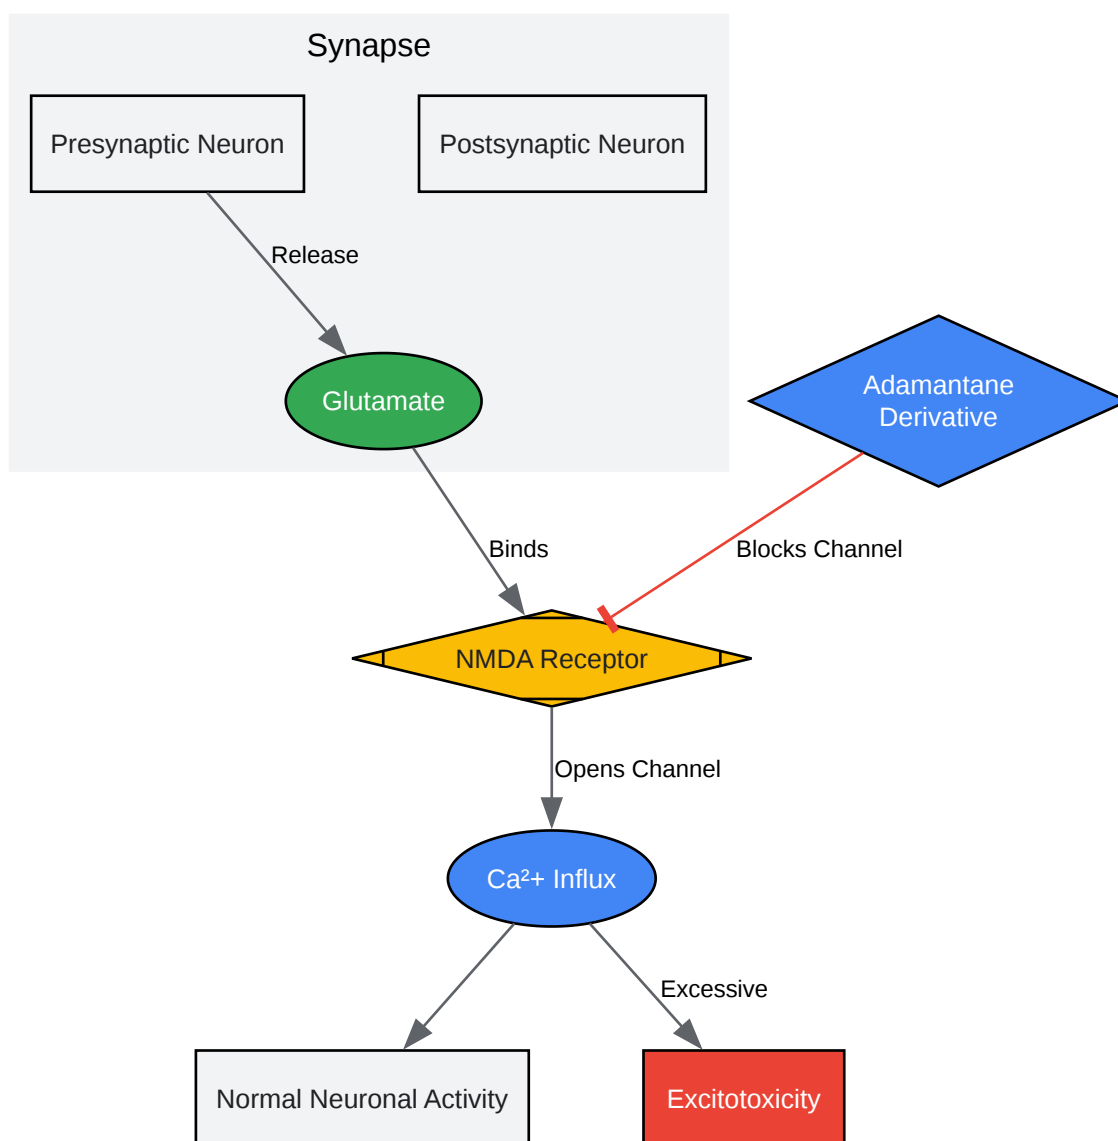 Synapse
Presynaptic Neuron
Postsynaptic Neuron
Release
Glutamate
Adamantane
Derivative
Binds
Blocks Channel
NMDA Receptor
Opens Channel
Ca²+ Influx
Excessive
Normal Neuronal Activity
Excitotoxicity